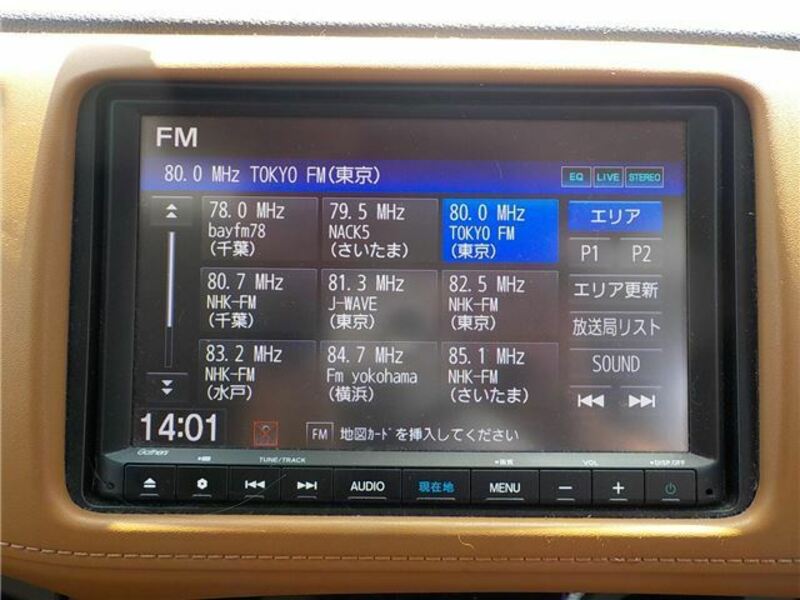 FM
80.0 MHz TOKYO FM(東京)
EQ LIVE STEREO
78.0 MHz
bayfm78
(千葉)
79.5 MHz
NACK5
(さいたま)
80.0 MHz
TOKYO FM
(東京)
エリア
P1 P2
80.7 MHz
NHK-FM
(千葉)
81.3 MHz
J-WAVE
(東京)
82.5 MHz
NHK-FM
(東京)
エリア更新
放送局リスト
83.2 MHz
NHK-FM
(水戸)
84.7 MHz
Fm yokohama
(横浜)
85.1 MHz
NHK-FM
(さいたま)
SOUND
14:01
FM 地図カードを挿入してください
Gathers
TUNE/TRACK
画質
VOL
DISP OFF
AUDIO
現在地
MENU